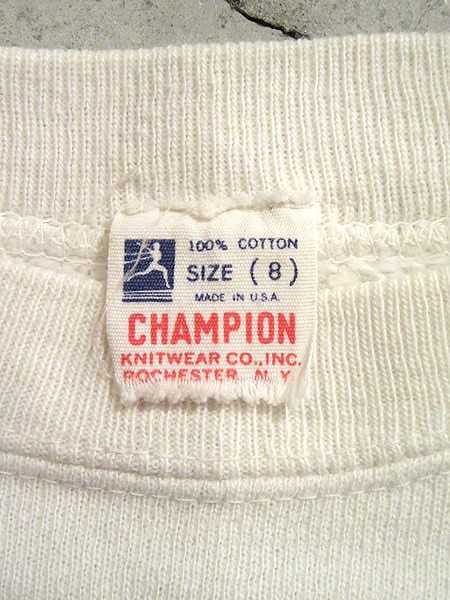 100% COTTON
SIZE (8)
MADE IN U.S.A.
CHAMPION
KNITWEAR CO., INC.
ROCHESTER, N.Y.